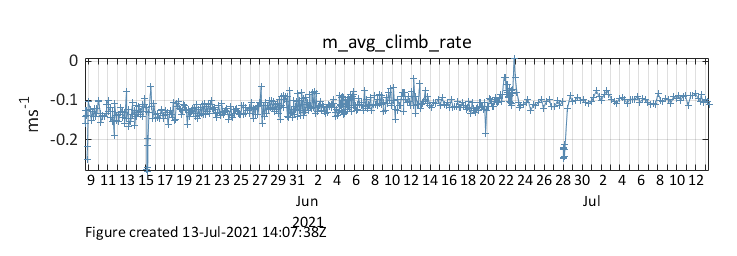 m_avg_climb_rate
0
-0.1
-0.2
ms-1
9 11 13 15 17 19 21 23 25 27 29 31 2 4 6 8 10 12 14 16 18 20 22 24 26 28 30 2 4 6 8 10 12
Jun Jul
2021
Figure created 13-Jul-2021 14:07:38Z